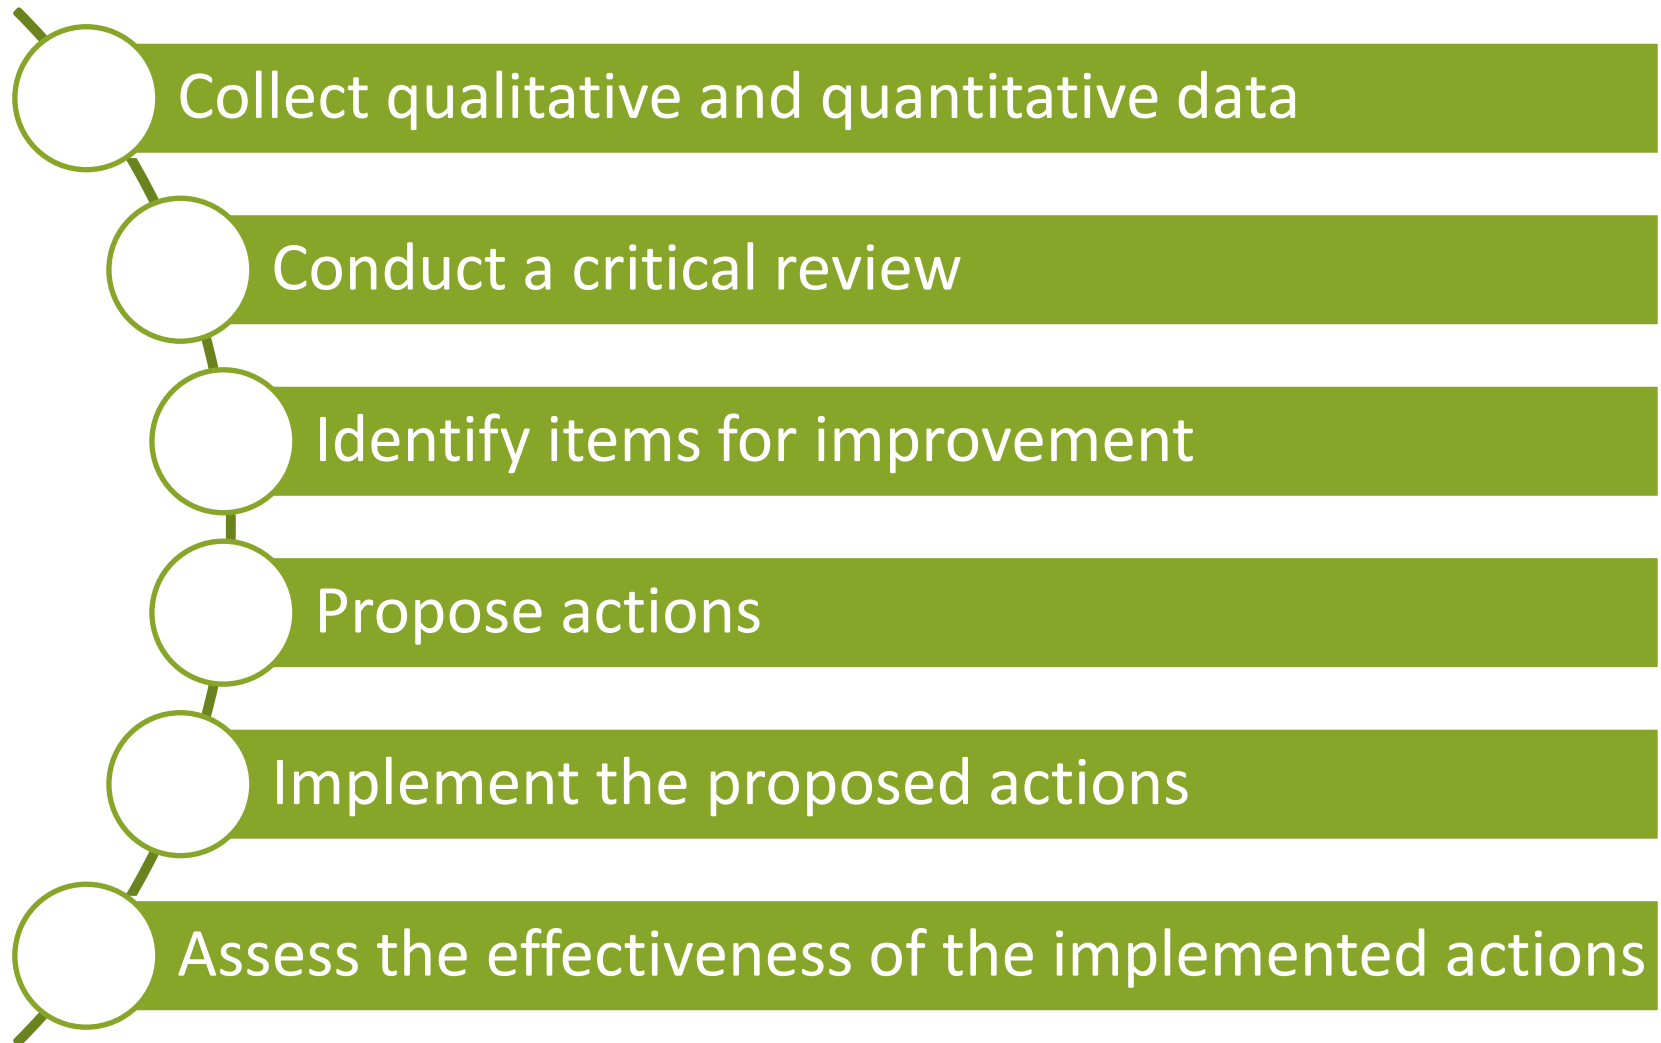 Collect qualitative and quantitative data
Conduct a critical review
Identify items for improvement
Propose actions
Implement the proposed actions
Assess the effectiveness of the implemented actions